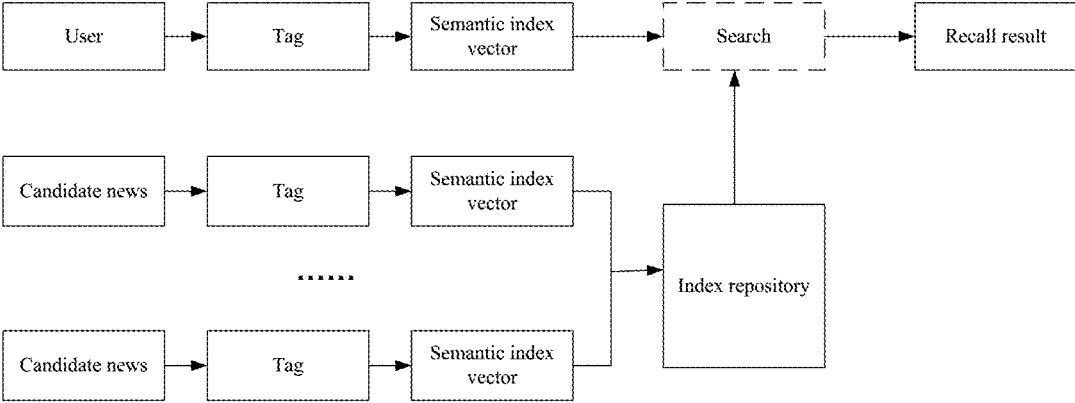 User
Tag
Semantic index
vector
Search
Recall result
Candidate news
Tag
Semantic index
vector
......
Index repository
Candidate news
Tag
Semantic index
vector